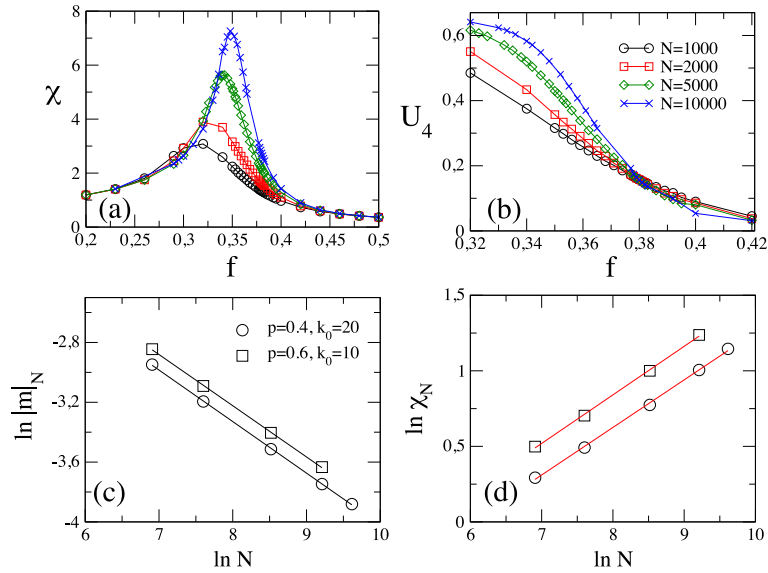 8
6
4
2
0
χ
(a)
0,2 0,25 0,3 0,35 0,4 0,45 0,5
f
0,6
0,4
0,2
0
U4
N=1000
N=2000
N=5000
N=10000
(b)
0,32 0,34 0,36 0,38 0,4 0,42
f
-2,8
-3,2
-3,6
-4
ln |m|N
p=0.4, k0=20
p=0.6, k0=10
(c)
6 7 8 9 10
ln N
1,5
1
0,5
0
ln χN
(d)
6 7 8 9 10
ln N